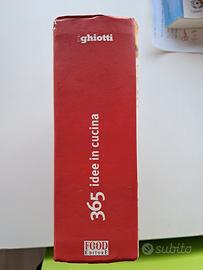 ghiotti
365 idee in cucina
FOOD
EDITORE
subito